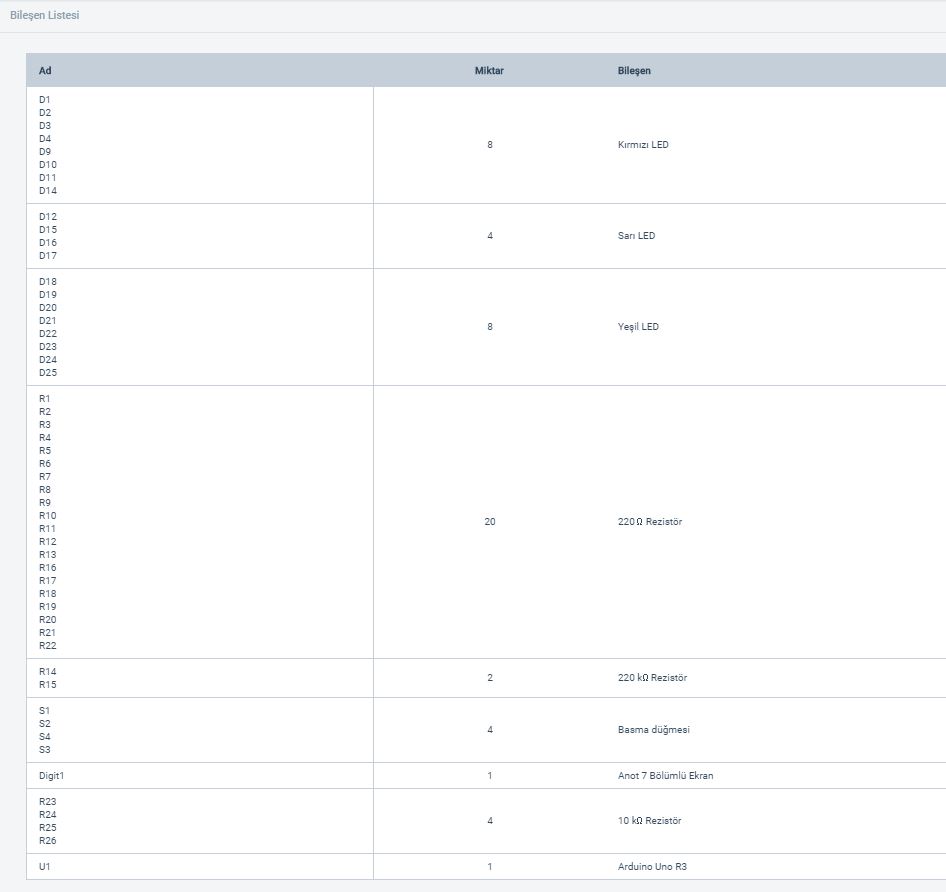 Bileşen Listesi
Ad Miktar Bileşen
D1
D2
D3
D4
D9
D10
D11
D14
8 Kırmızı LED
D12
D15
D16
D17
4 Sarı LED
D18
D19
D20
D21
D22
D23
D24
D25
8 Yeşil LED
R1
R2
R3
R4
R5
R6
R7
R8
R9
R10
R11
R12
R13
R16
R17
R18
R19
R20
R21
R22
20 220 Ω Rezistör
R14
R15
2 220 kΩ Rezistör
S1
S2
S4
S3
4 Basma düğmesi
Digit1 1 Anot 7 Bölümlü Ekran
R23
R24
R25
R26
4 10 kΩ Rezistör
U1 1 Arduino Uno R3